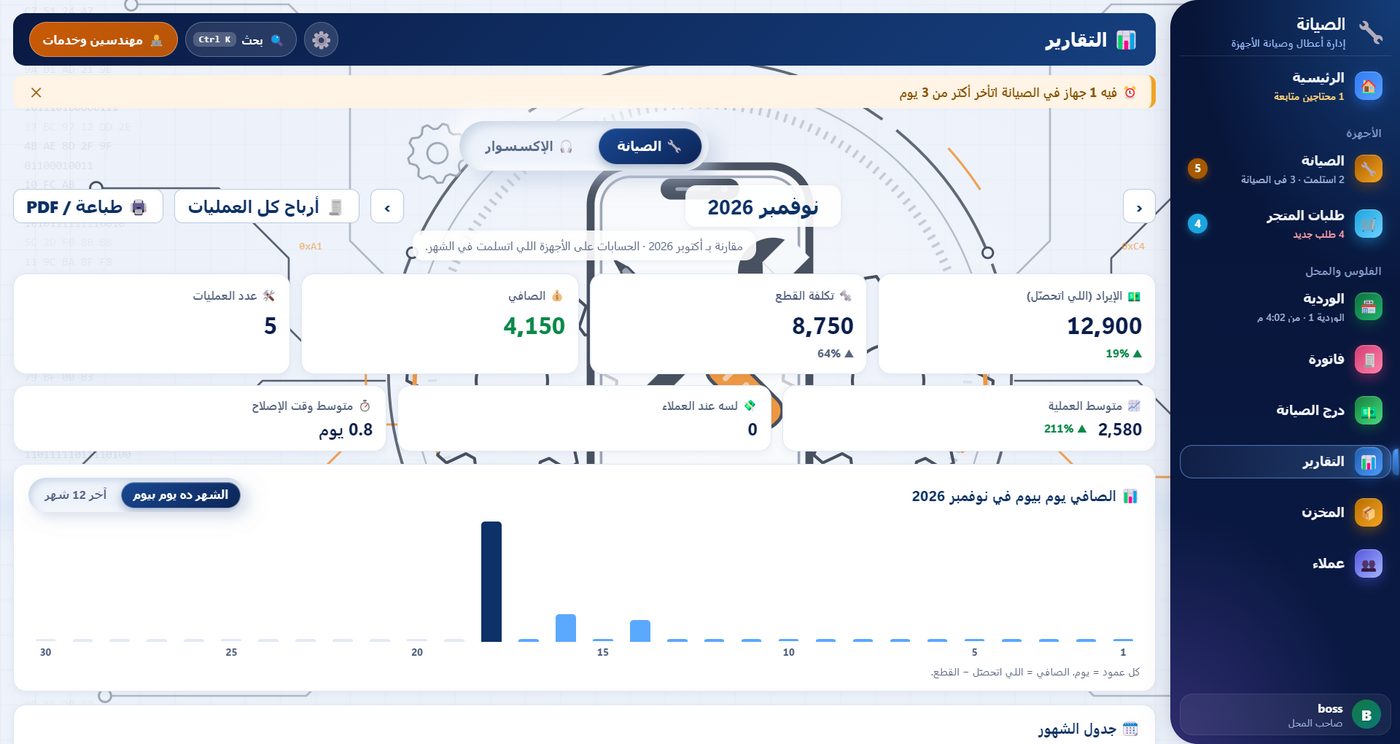 الصيانة
إدارة أعطال وصيانة الأجهزة
الرئيسية
1 محتاجين متابعة
الأجهزة
الصيانة
2 استلمت · 3 في الصيانة
5
طلبات المتجر
4 طلب جديد
4
الفلوس والمحل
الوردية
الوردية 1 · من 4:02 م
فاتورة
درج الصيانة
التقارير
المخزن
عملاء
B
boss
صاحب المحل
التقارير
بحث Ctrl K
مهندسين وخدمات
فيه 1 جهاز في الصيانة اتأخر أكتر من 3 يوم
الصيانة
الإكسسوار
نوفمبر 2026
أرباح كل العمليات
طباعة / PDF
مقارنة بـ أكتوبر 2026 · الحسابات على الأجهزة اللي اتسلمت في الشهر.
0xA1
0xC4
الإيراد (اللي اتحصّل)
12,900
▲ 19%
تكلفة القطع
8,750
▲ 64%
الصافي
4,150
عدد العمليات
5
متوسط العملية
2,580 ▲ 211%
لسه عند العملاء
0
متوسط وقت الإصلاح
0.8 يوم
الصافي يوم بيوم في نوفمبر 2026
الشهر ده يوم بيوم
آخر 12 شهر
1 5 10 15 20 25 30
كل عمود = يوم. الصافي = اللي اتحصّل − القطع.
جدول الشهور